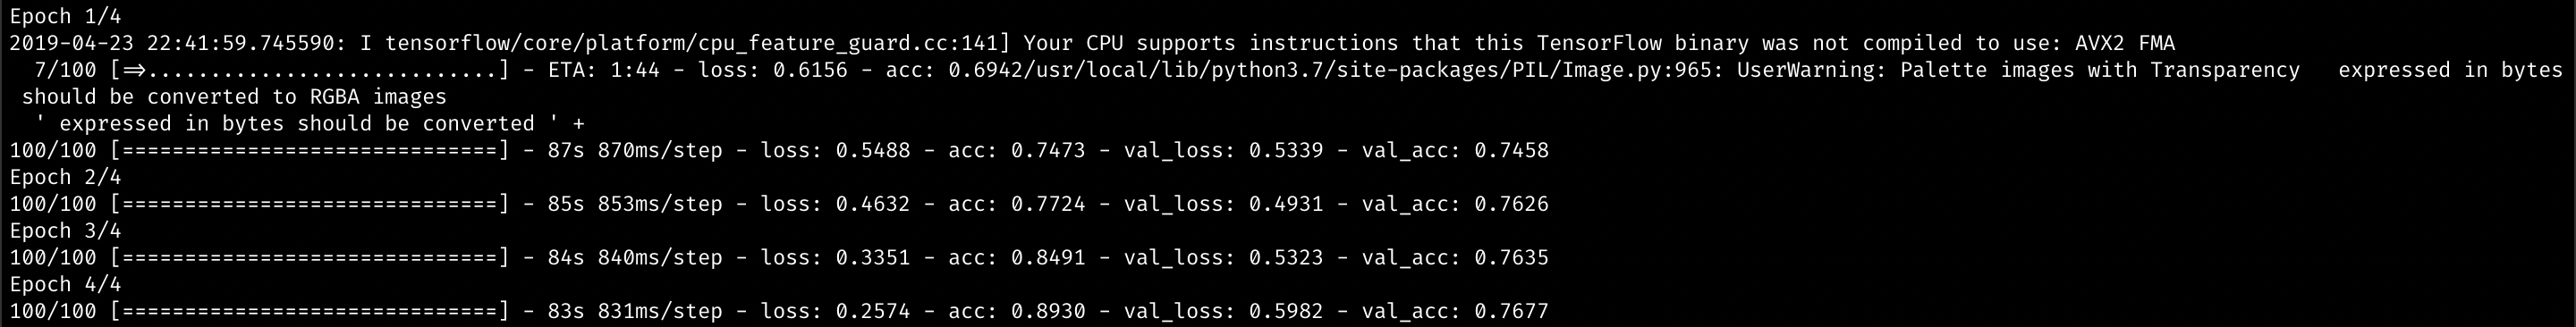 Epoch 1/4
2019-04-23 22:41:59.745590: I tensorflow/core/platform/cpu_feature_guard.cc:141] Your CPU supports instructions that this TensorFlow binary was not compiled to use: AVX2 FMA
  7/100 [=>............................] - ETA: 1:44 - loss: 0.6156 - acc: 0.6942/usr/local/lib/python3.7/site-packages/PIL/Image.py:965: UserWarning: Palette images with Transparency   expressed in bytes
 should be converted to RGBA images
  ' expressed in bytes should be converted ' +
100/100 [==============================] - 87s 870ms/step - loss: 0.5488 - acc: 0.7473 - val_loss: 0.5339 - val_acc: 0.7458
Epoch 2/4
100/100 [==============================] - 85s 853ms/step - loss: 0.4632 - acc: 0.7724 - val_loss: 0.4931 - val_acc: 0.7626
Epoch 3/4
100/100 [==============================] - 84s 840ms/step - loss: 0.3351 - acc: 0.8491 - val_loss: 0.5323 - val_acc: 0.7635
Epoch 4/4
100/100 [==============================] - 83s 831ms/step - loss: 0.2574 - acc: 0.8930 - val_loss: 0.5982 - val_acc: 0.7677